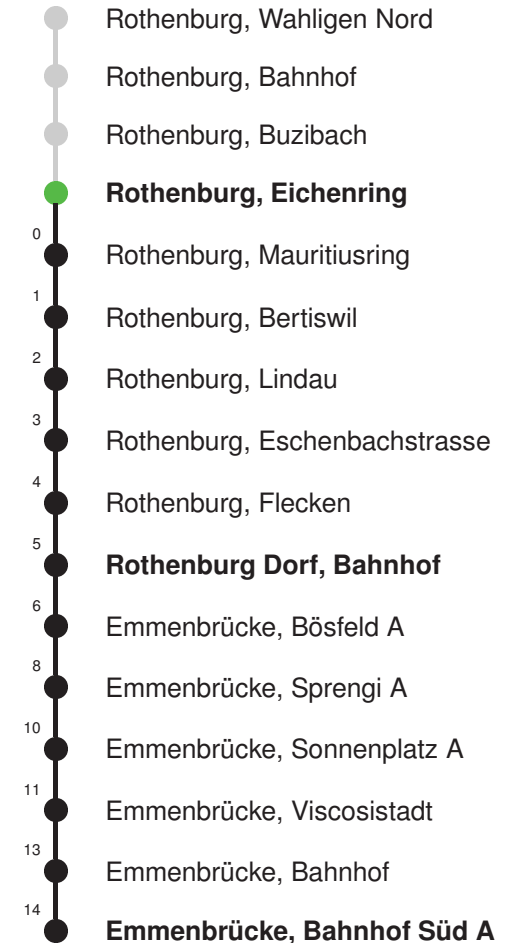 Rothenburg, Wahligen Nord
Rothenburg, Bahnhof
Rothenburg, Buzibach
Rothenburg, Eichenring
0 Rothenburg, Mauritiusring
1 Rothenburg, Bertiswil
2 Rothenburg, Lindau
3 Rothenburg, Eschenbachstrasse
4 Rothenburg, Flecken
5 Rothenburg Dorf, Bahnhof
6 Emmenbrücke, Bösfeld A
8 Emmenbrücke, Sprengi A
10 Emmenbrücke, Sonnenplatz A
11 Emmenbrücke, Viscosistadt
13 Emmenbrücke, Bahnhof
14 Emmenbrücke, Bahnhof Süd A